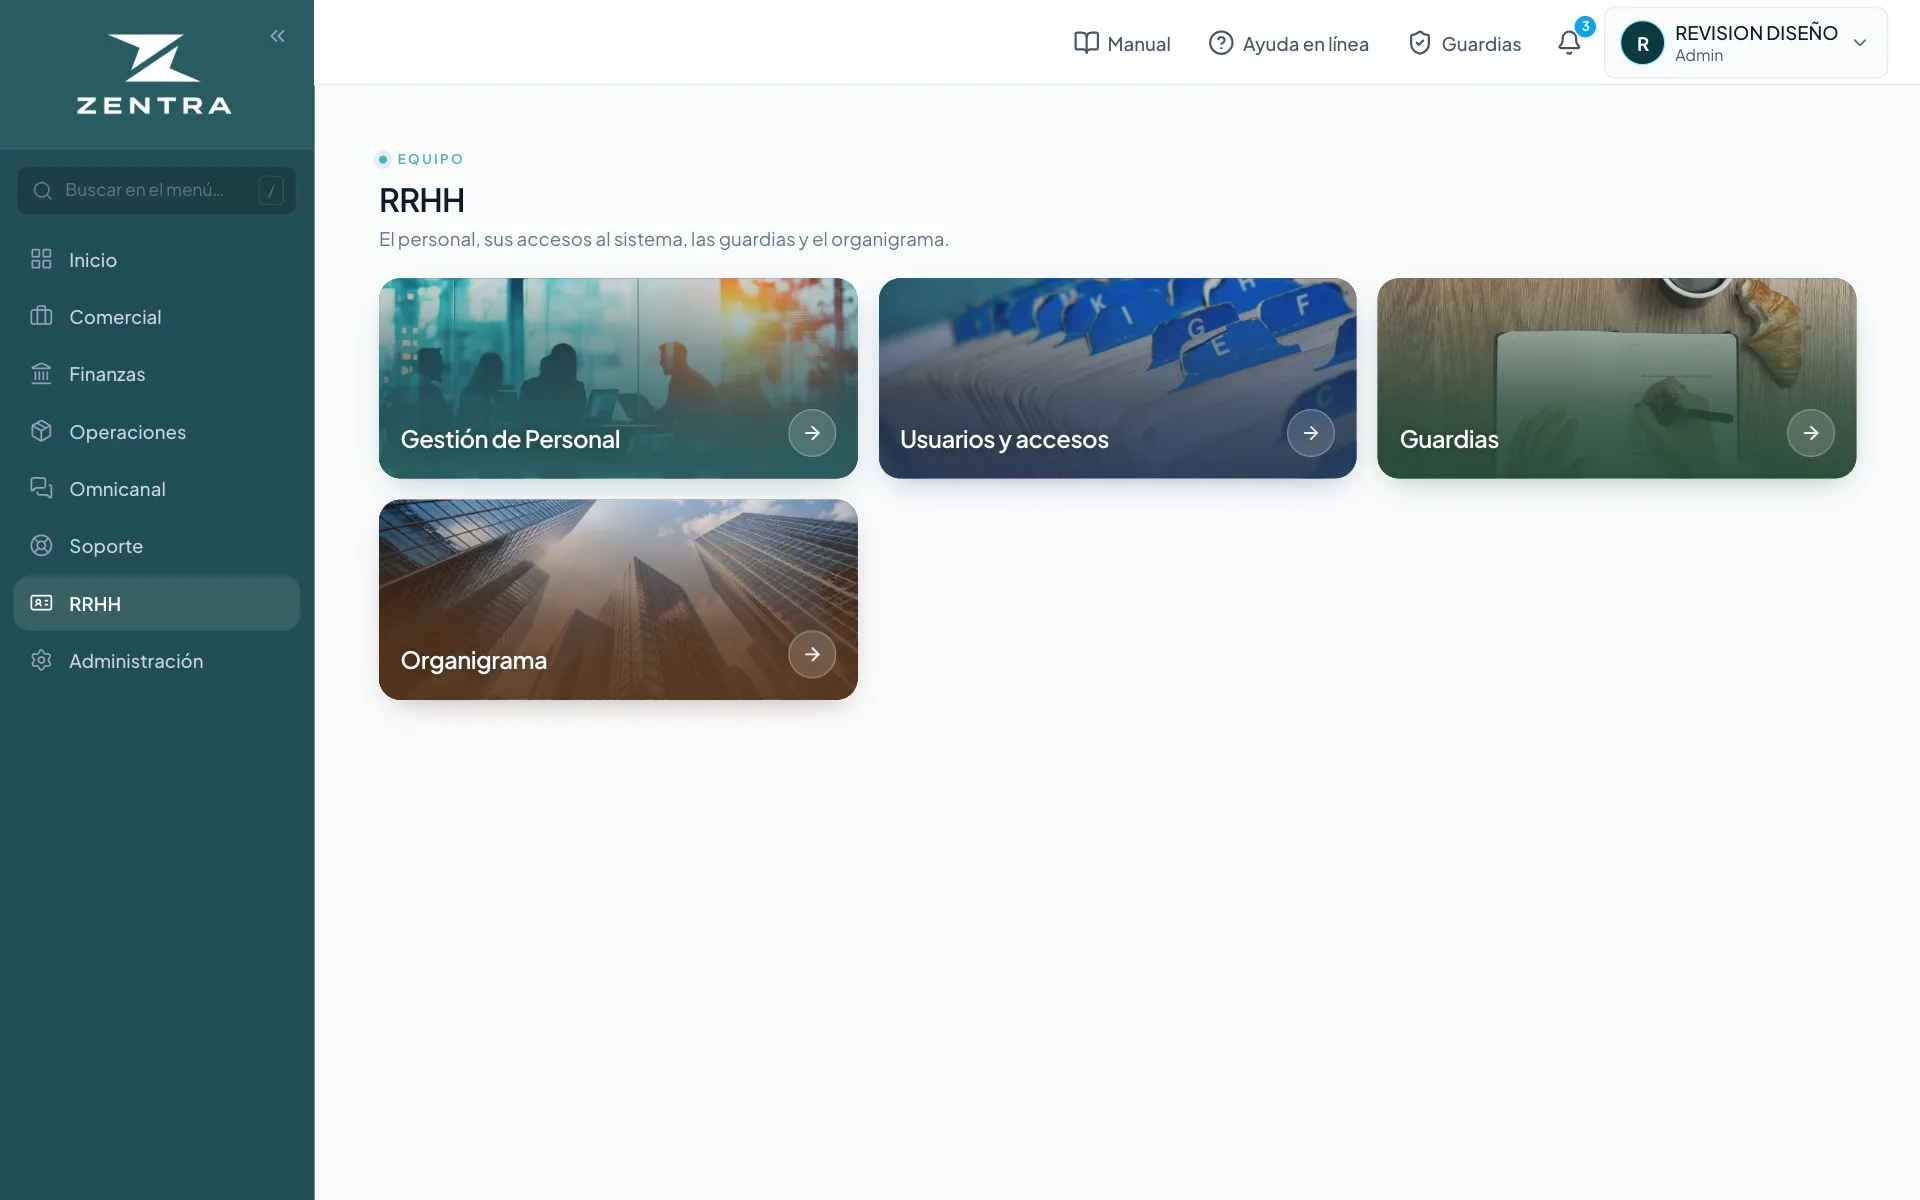 ZENTRA
Buscar en el menú...
/
Inicio
Comercial
Finanzas
Operaciones
Omnicanal
Soporte
RRHH
Administración
Manual
Ayuda en línea
Guardias
3
R
REVISION DISEÑO
Admin
EQUIPO
RRHH
El personal, sus accesos al sistema, las guardias y el organigrama.
Gestión de Personal
K
I
G
E
H
F
C
Usuarios y accesos
Guardias
Organigrama